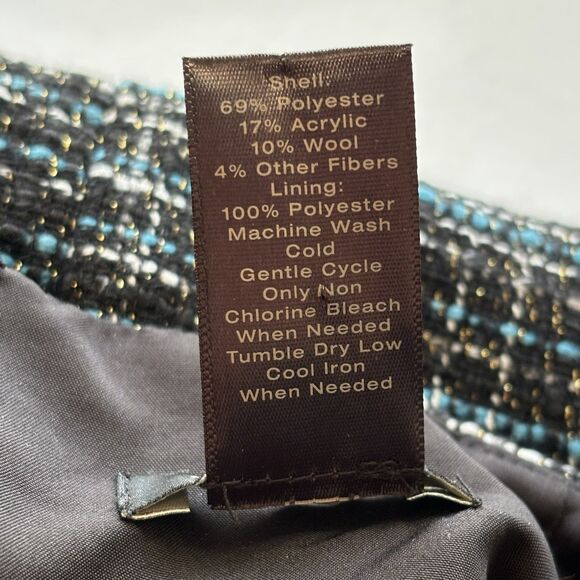 Shell:
69% Polyester
17% Acrylic
10% Wool
4% Other Fibers
Lining:
100% Polyester
Machine Wash
Cold
Gentle Cycle
Only Non
Chlorine Bleach
When Needed
Tumble Dry Low
Cool Iron
When Needed